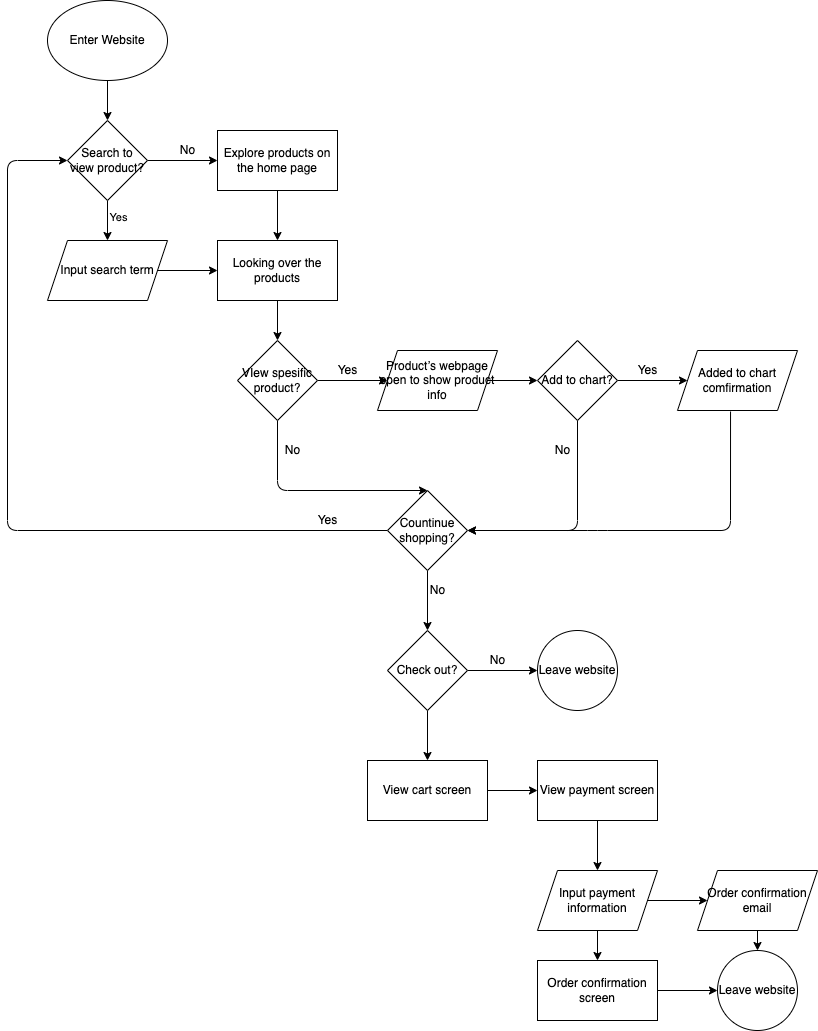 Enter Website
Search to
view product?
No
Explore products on
the home page
Yes
Input search term
Looking over the
products
VIew spesific
product?
Yes
Product's webpage
open to show product
info
Add to chart?
Yes
Added to chart
comfirmation
No
No
Yes
Countinue
shopping?
No
Check out?
No
Leave website
View cart screen
View payment screen
Input payment
information
Order confirmation
email
Order confirmation
screen
Leave website